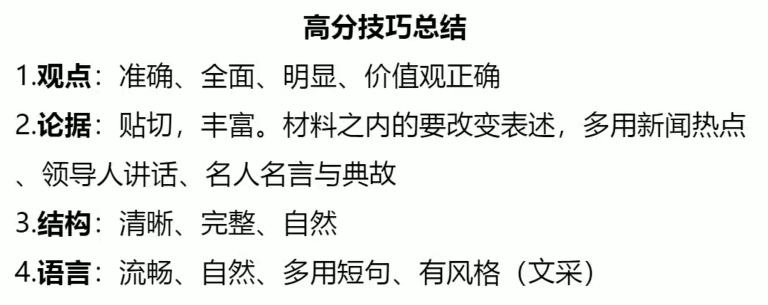 高分技巧总结
1.观点：准确、全面、明显、价值观正确
2.论据：贴切，丰富。材料之内的要改变表述，多用新闻热点
、领导人讲话、名人名言与典故
3.结构：清晰、完整、自然
4.语言：流畅、自然、多用短句、有风格（文采）